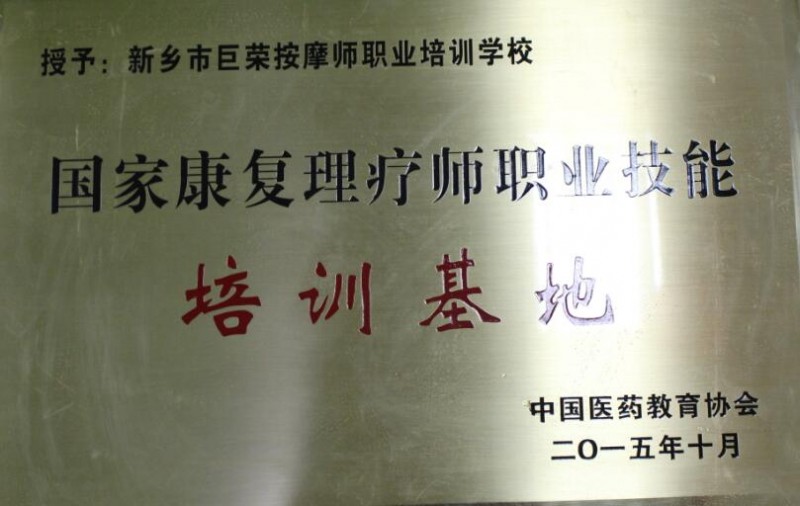 授予：新乡市巨荣按摩师职业培训学校
国家康复理疗师职业技能
培训基地
中国医药教育协会
二〇一五年十月